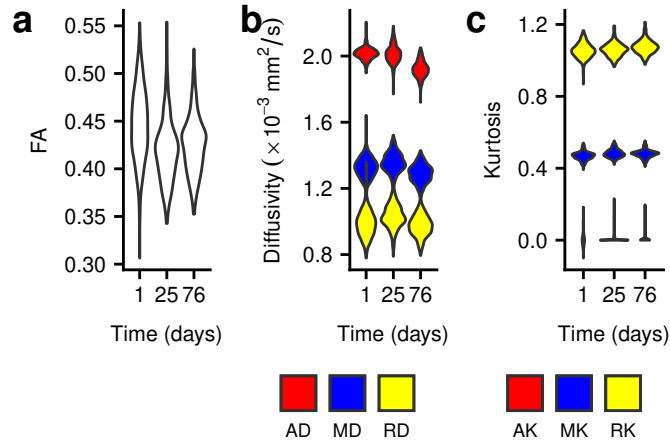 a
b
c
FA
0.55
0.50
0.45
0.40
0.35
0.30
1 25 76
Time (days)
Diffusivity (×10⁻³ mm²/s)
2.0
1.6
1.2
0.8
1 25 76
Time (days)
Kurtosis
1.2
0.8
0.4
0.0
1 25 76
Time (days)
AD MD RD
AK MK RK